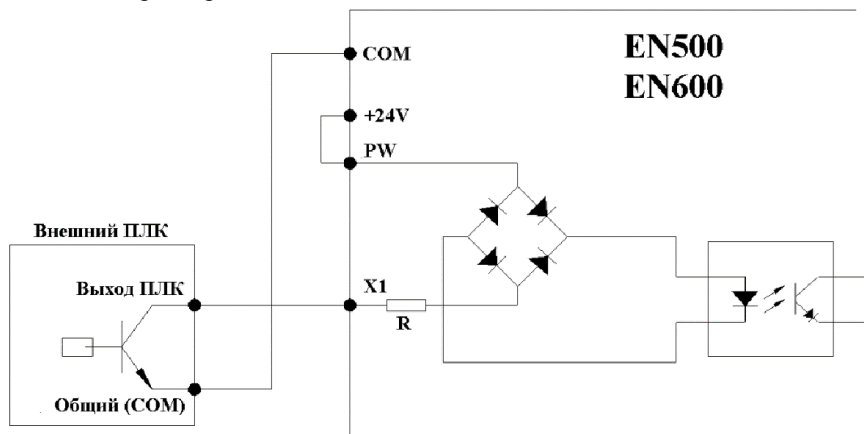 COM
EN500
EN600
+24V
PW
Внешний ПЛК
Выход ПЛК
X1
R
Общий (COM)